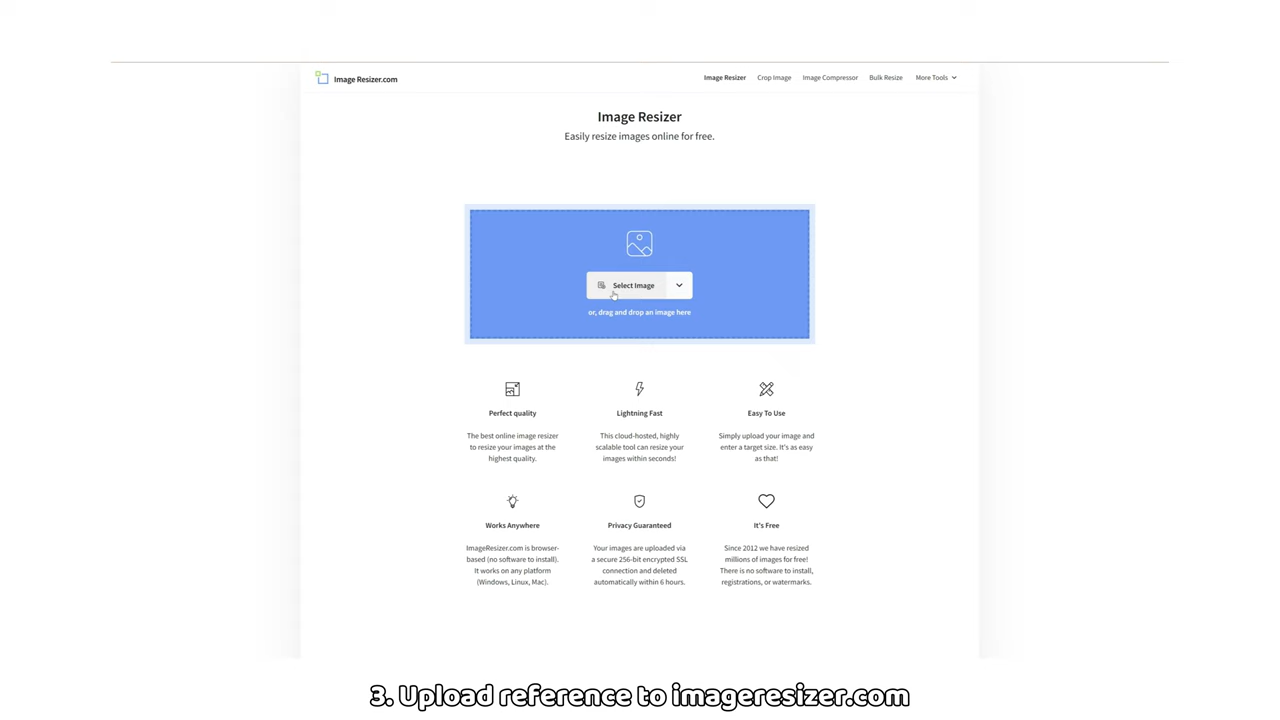 Image Resizer.com
Image Resizer
Crop Image
Image Compressor
Bulk Resize
More Tools
Image Resizer
Easily resize images online for free.
Select Image
or, drag and drop an image here
Perfect quality
The best online image resizer
to resize your images at the
highest quality.
Lightning Fast
This cloud-hosted, highly
scalable tool can resize your
images within seconds!
Easy To Use
Simply upload your image and
enter a target size. It's as easy
as that!
Works Anywhere
ImageResizer.com is browser-
based (no software to install).
It works on any platform
(Windows, Linux, Mac).
Privacy Guaranteed
Your images are uploaded via
a secure 256-bit encrypted SSL
connection and deleted
automatically within 6 hours.
It's Free
Since 2012 we have resized
millions of images for free!
There is no software to install,
registrations, or watermarks.
3. Upload reference to imageresizer.com